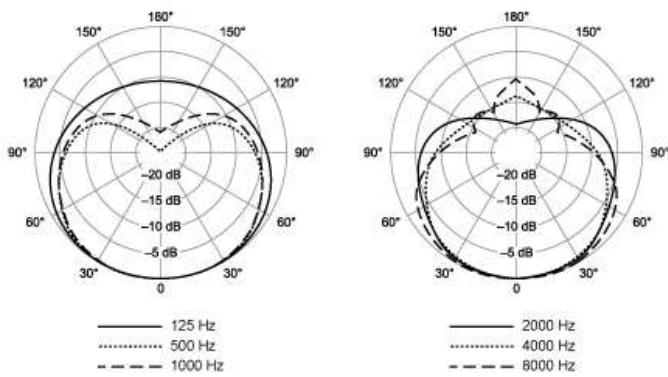 180° 180°
150° 150° 150° 150°
120° 120° 120° 120°
90° 90° 90° 90°
–20 dB –20 dB
–15 dB –15 dB
60° 60° 60° 60°
–10 dB –10 dB
–5 dB –5 dB
30° 30° 30° 30°
0 0
125 Hz 2000 Hz
500 Hz 4000 Hz
1000 Hz 8000 Hz